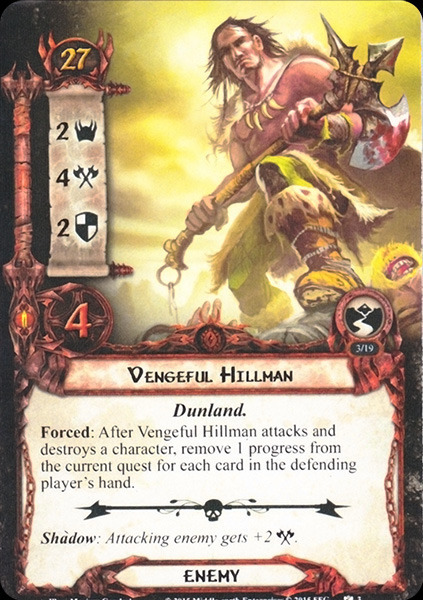 27
2
4
2
4
3/19
Vengeful Hillman
Dunland.
Forced: After Vengeful Hillman attacks and
destroys a character, remove 1 progress from
the current quest for each card in the defending
player's hand.
Shadow: Attacking enemy gets +2
ENEMY